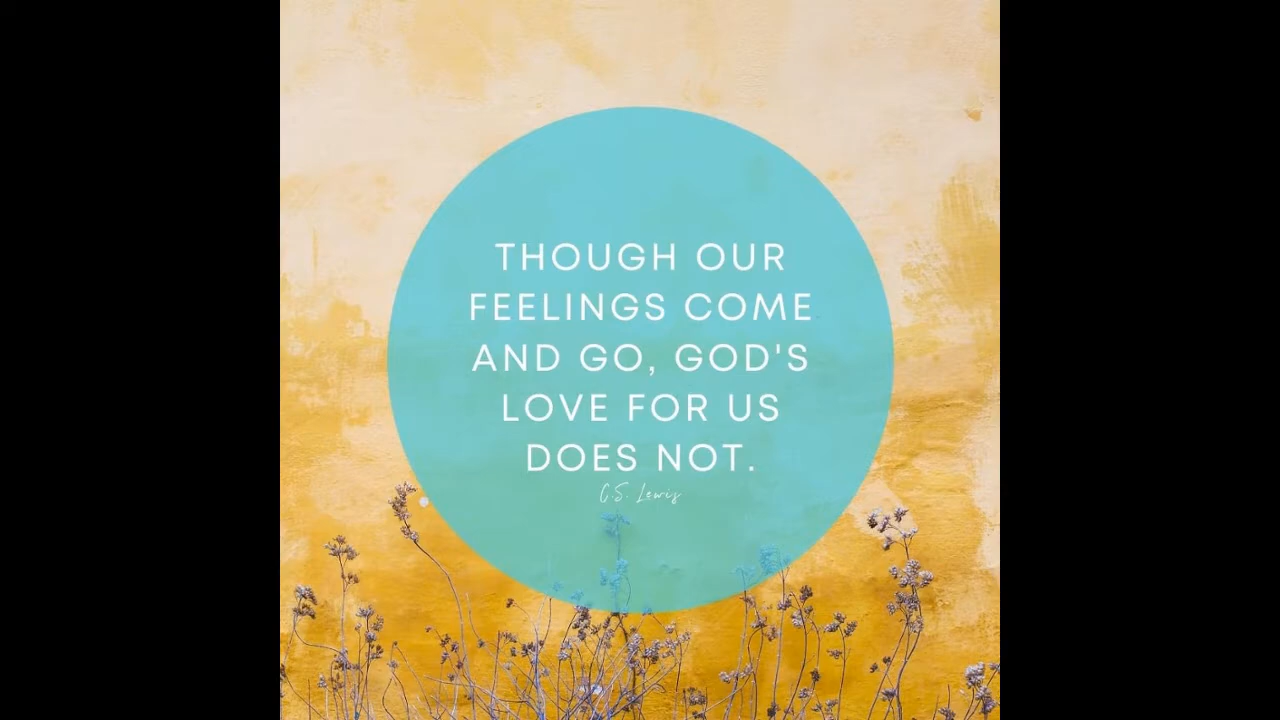 THOUGH OUR
FEELINGS COME
AND GO, GOD'S
LOVE FOR US
DOES NOT.
C.S. Lewis